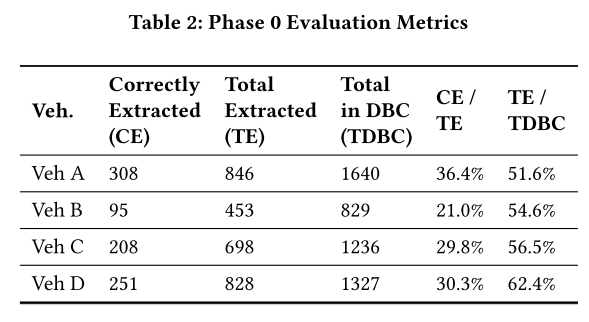 Table 2: Phase 0 Evaluation Metrics
Veh. Correctly Extracted (CE) Total Extracted (TE) Total in DBC (TDBC) CE / TE TE / TDBC
Veh A 308 846 1640 36.4% 51.6%
Veh B 95 453 829 21.0% 54.6%
Veh C 208 698 1236 29.8% 56.5%
Veh D 251 828 1327 30.3% 62.4%